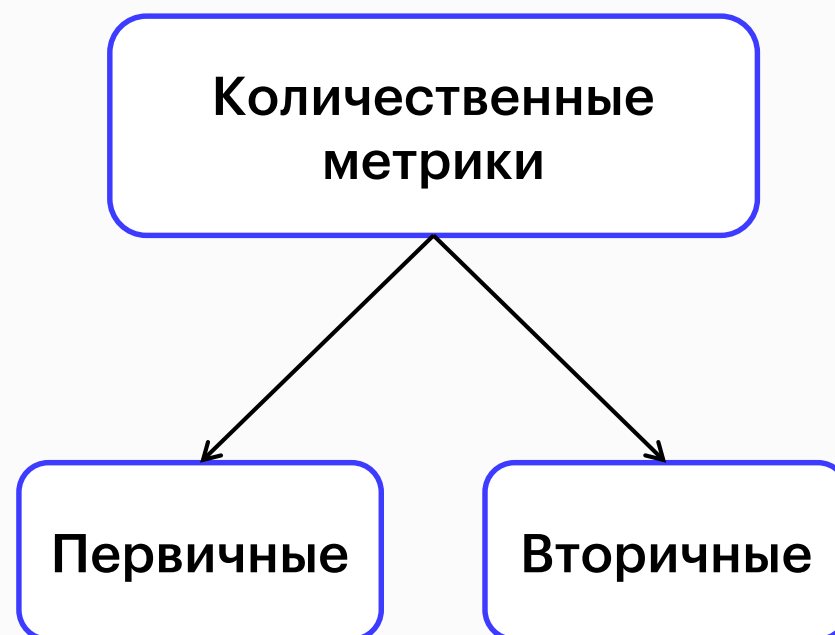 Количественные
метрики
Первичные
Вторичные